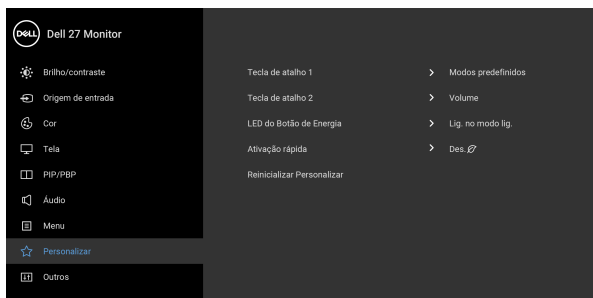 DELL Dell 27 Monitor
Brilho/contraste Tecla de atalho 1 Modos predefinidos
Origem de entrada Tecla de atalho 2 Volume
Cor LED do Botão de Energia Lig. no modo lig.
Tela Ativação rápida Des.
PIP/PBP Reinicializar Personalizar
Áudio
Menu
Personalizar
Outros